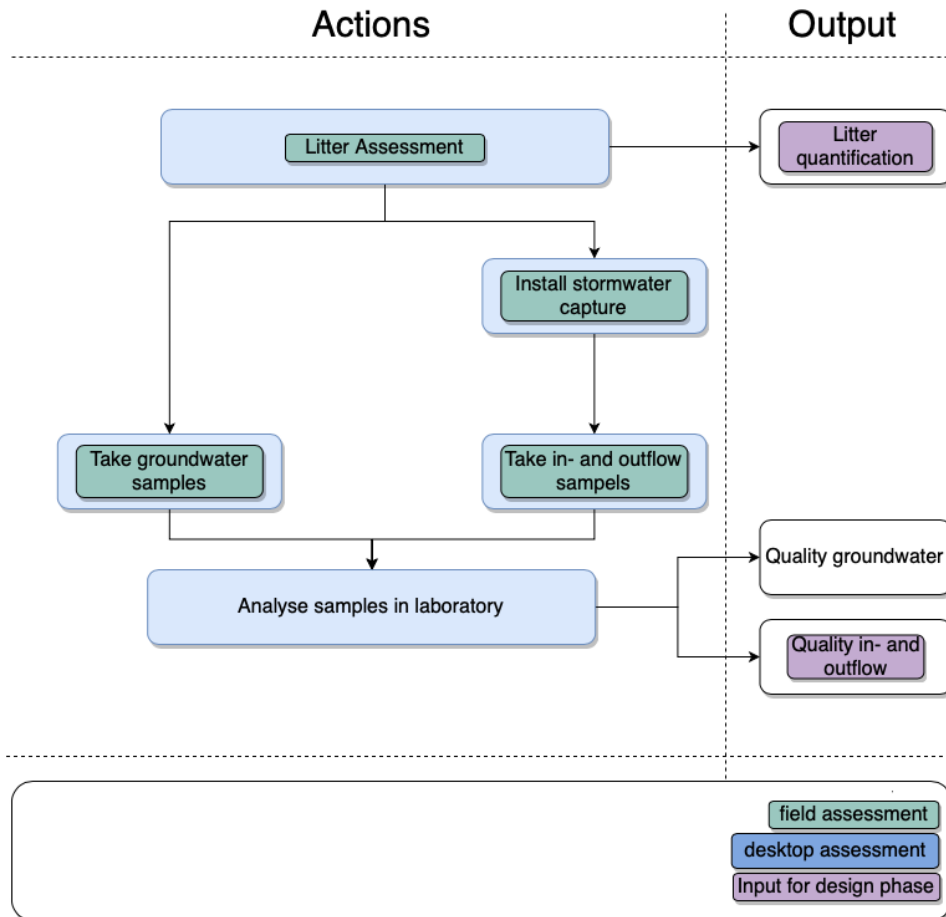 Actions
Output
Litter Assessment
Litter
quantification
Install stormwater
capture
Take groundwater
samples
Take in- and outflow
sampels
Quality groundwater
Analyse samples in laboratory
Quality in- and
outflow
field assessment
desktop assessment
Input for design phase